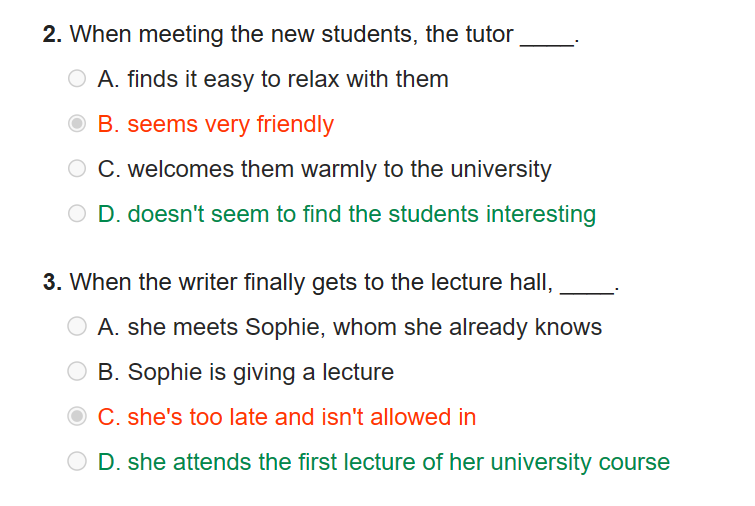 2. When meeting the new students, the tutor _____.
A. finds it easy to relax with them
B. seems very friendly
C. welcomes them warmly to the university
D. doesn't seem to find the students interesting
3. When the writer finally gets to the lecture hall, _____.
A. she meets Sophie, whom she already knows
B. Sophie is giving a lecture
C. she's too late and isn't allowed in
D. she attends the first lecture of her university course